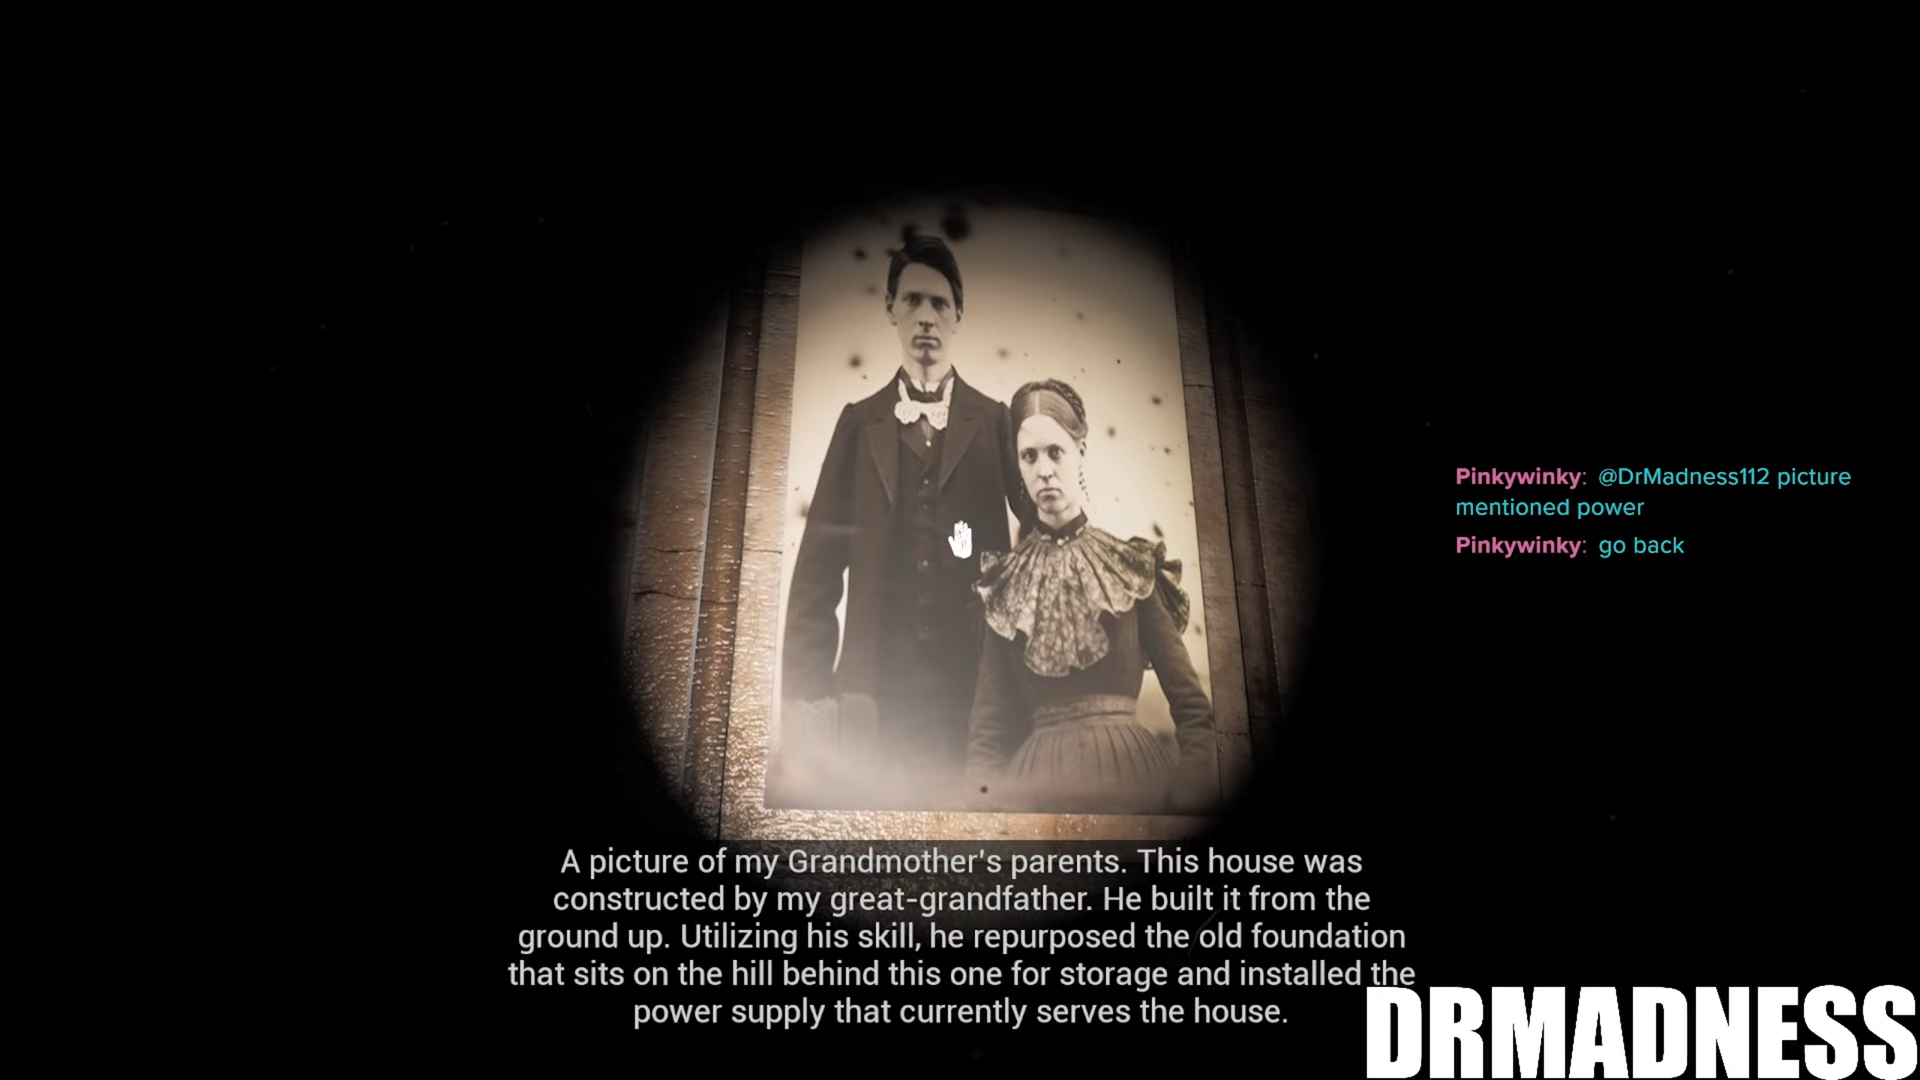 Pinkywinky: @DrMadness112 picture
mentioned power
Pinkywinky: go back
A picture of my Grandmother's parents. This house was
constructed by my great-grandfather. He built it from the
ground up. Utilizing his skill, he repurposed the old foundation
that sits on the hill behind this one for storage and installed the
power supply that currently serves the house.
DRMADNESS